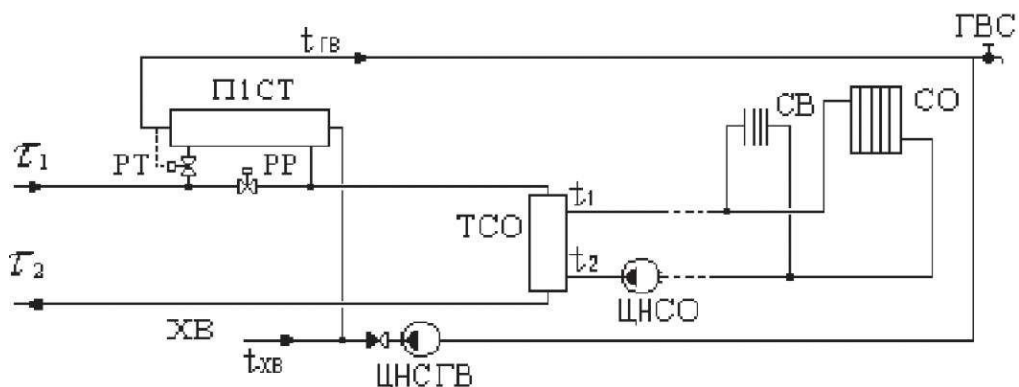 ГВС
tГВ
П1СТ
СВ
СО
τ1
РТ
РР
ТСО
t1
τ2
t2
ЦНСО
ХВ
tХВ
ЦНСГВ